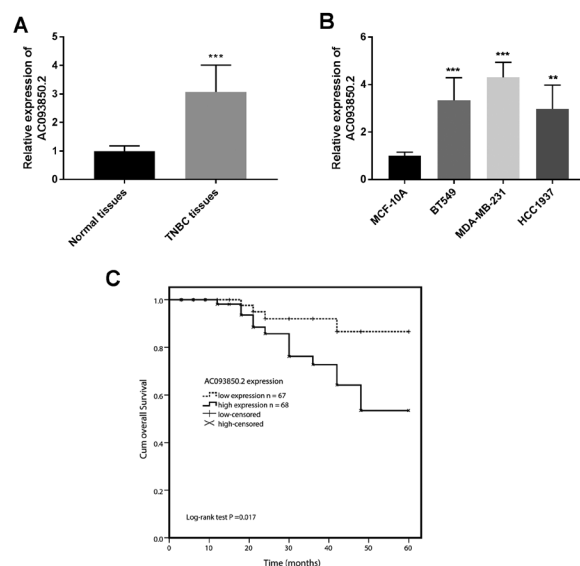 A
Relative expression of
AC093850.2
5
4
3
2
1
0
***
Normal tissues
TNBC tissues
B
Relative expression of
AC093850.2
6
4
2
0
***
***
**
MCF-10A
BT549
MDA-MB-231
HCC1937
C
Cum overall Survival
1.0
0.8
0.6
0.4
0.2
0.0
AC093850.2 expression
low expression n = 67
high expression n = 68
low-censored
high-censored
Log-rank test P =0.017
0
10
20
30
40
50
60
Time (months)